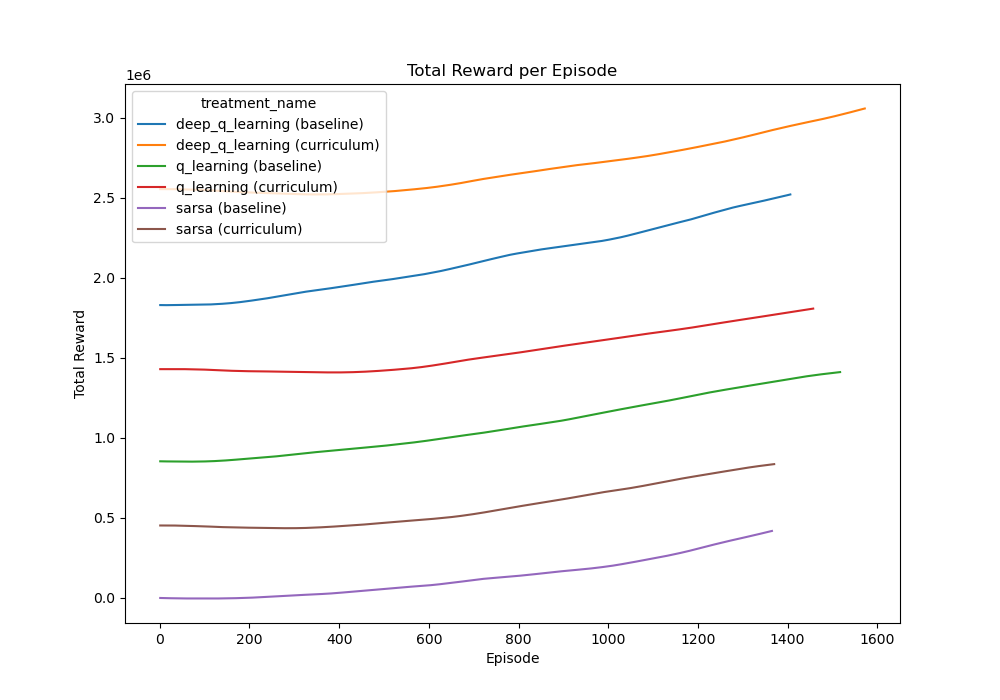 Total Reward per Episode
1e6
treatment_name
deep_q_learning (baseline)
deep_q_learning (curriculum)
q_learning (baseline)
q_learning (curriculum)
sarsa (baseline)
sarsa (curriculum)
Total Reward
3.0
2.5
2.0
1.5
1.0
0.5
0.0
0 200 400 600 800 1000 1200 1400 1600
Episode